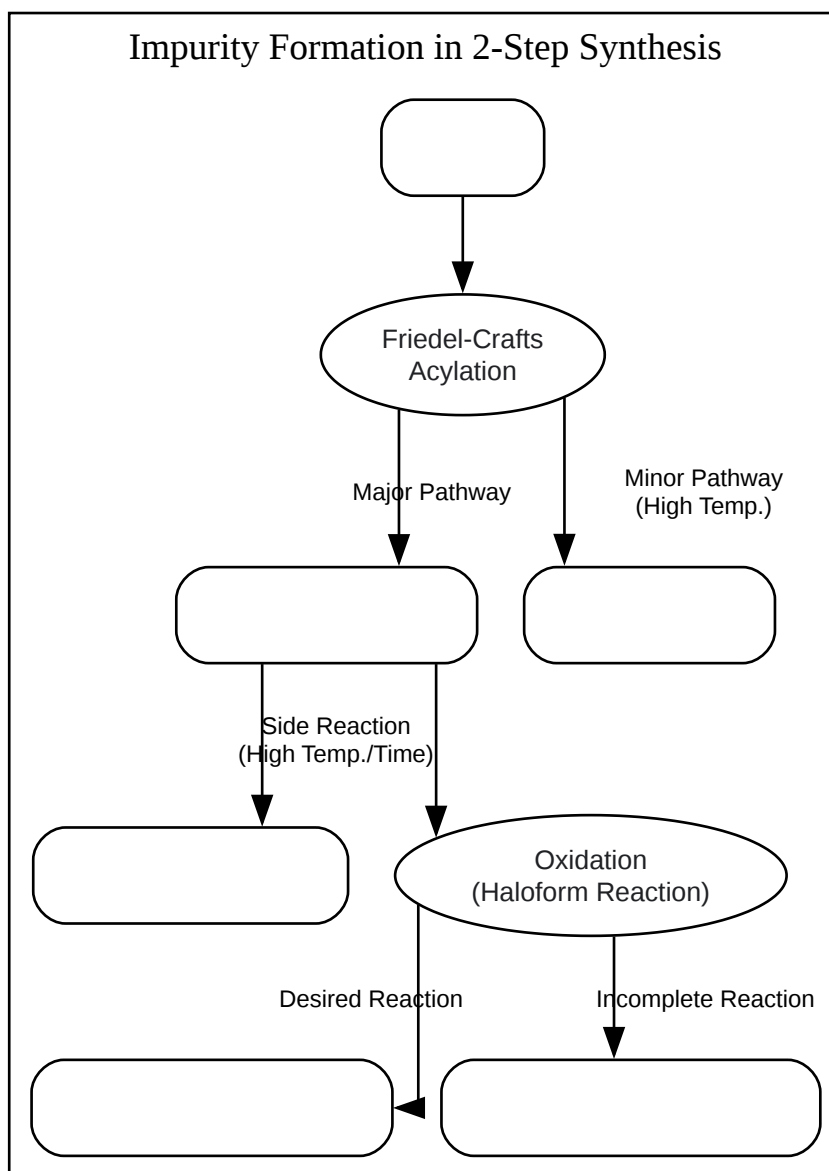 Impurity Formation in 2-Step Synthesis
Friedel-Crafts
Acylation
Major Pathway
Minor Pathway
(High Temp.)
Side Reaction
(High Temp./Time)
Oxidation
(Haloform Reaction)
Desired Reaction
Incomplete Reaction